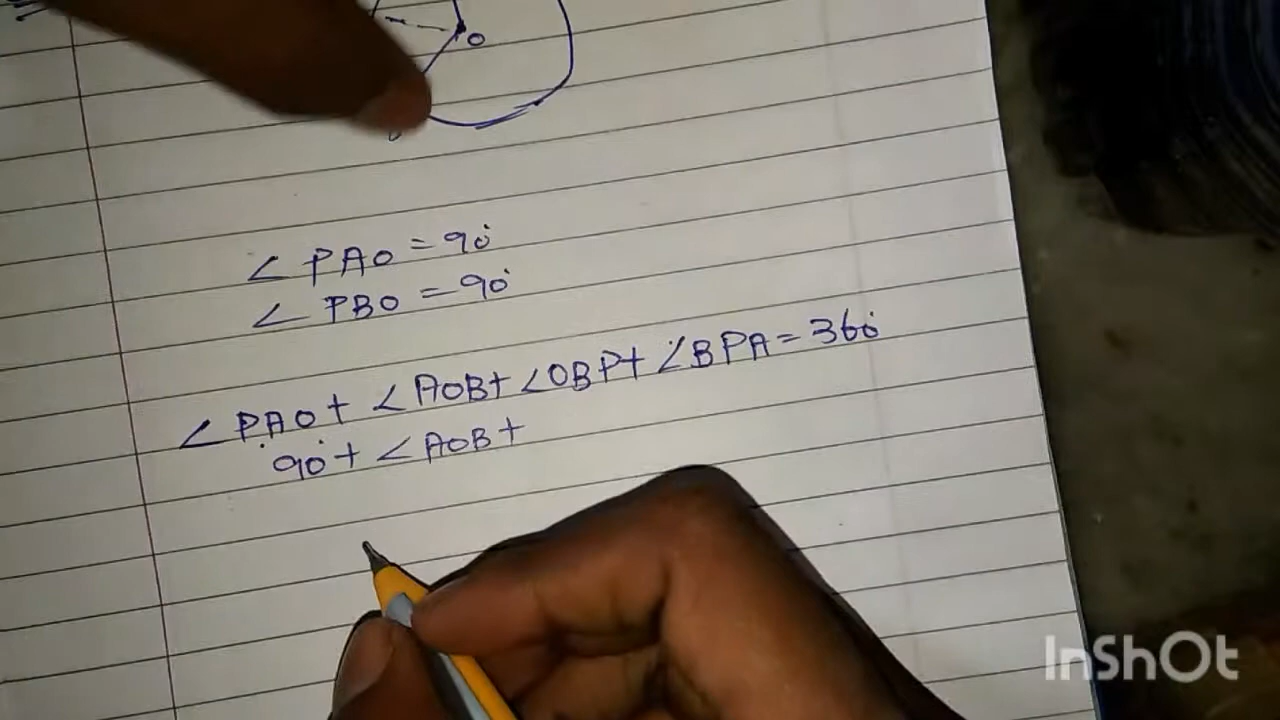 O
∠PAO = 90°
∠PBO = 90°
∠PAO + ∠AOB + ∠OBP + ∠BPA = 360°
90° + ∠AOB +
InShOt